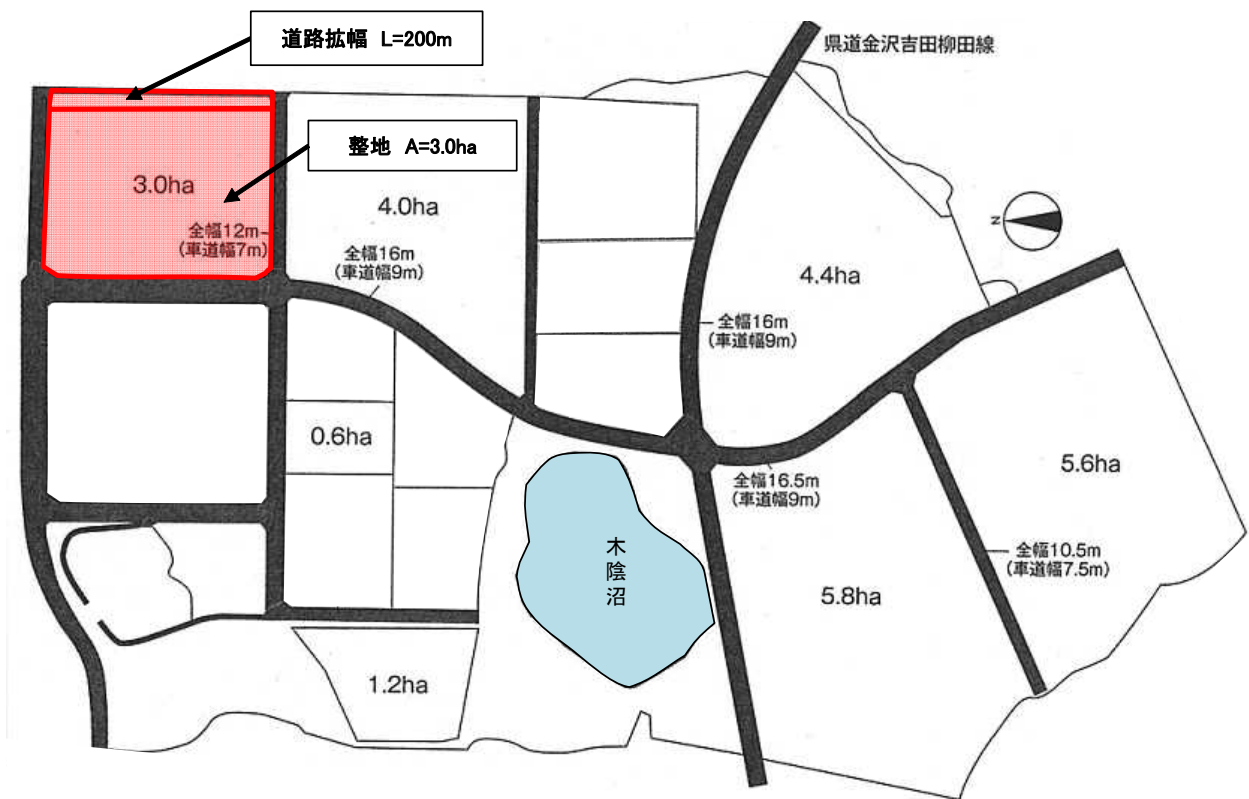 道路拡幅 L=200m
県道金沢吉田柳田線
整地 A=3.0ha
3.0ha
全幅12m
(車道幅7m)
4.0ha
全幅16m
(車道幅9m)
N
4.4ha
全幅16m
(車道幅9m)
0.6ha
全幅16.5m
(車道幅9m)
5.6ha
木陰沼
全幅10.5m
(車道幅7.5m)
5.8ha
1.2ha